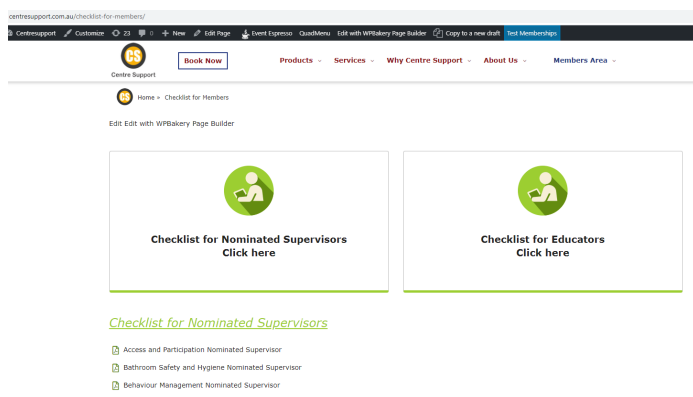 centresupport.com.au/checklist-for-members/
Centresupport Customize 23 0 + New Edit Page Event Espresso QuadMenu Edit with WPBakery Page Builder Copy to a new draft Test Memberships
CS
Centre Support
Book Now
Products Services Why Centre Support About Us Members Area
CS Home » Checklist for Members
Edit Edit with WPBakery Page Builder
Checklist for Nominated Supervisors
Click here
Checklist for Educators
Click here
Checklist for Nominated Supervisors
Access and Participation Nominated Supervisor
Bathroom Safety and Hygiene Nominated Supervisor
Behaviour Management Nominated Supervisor